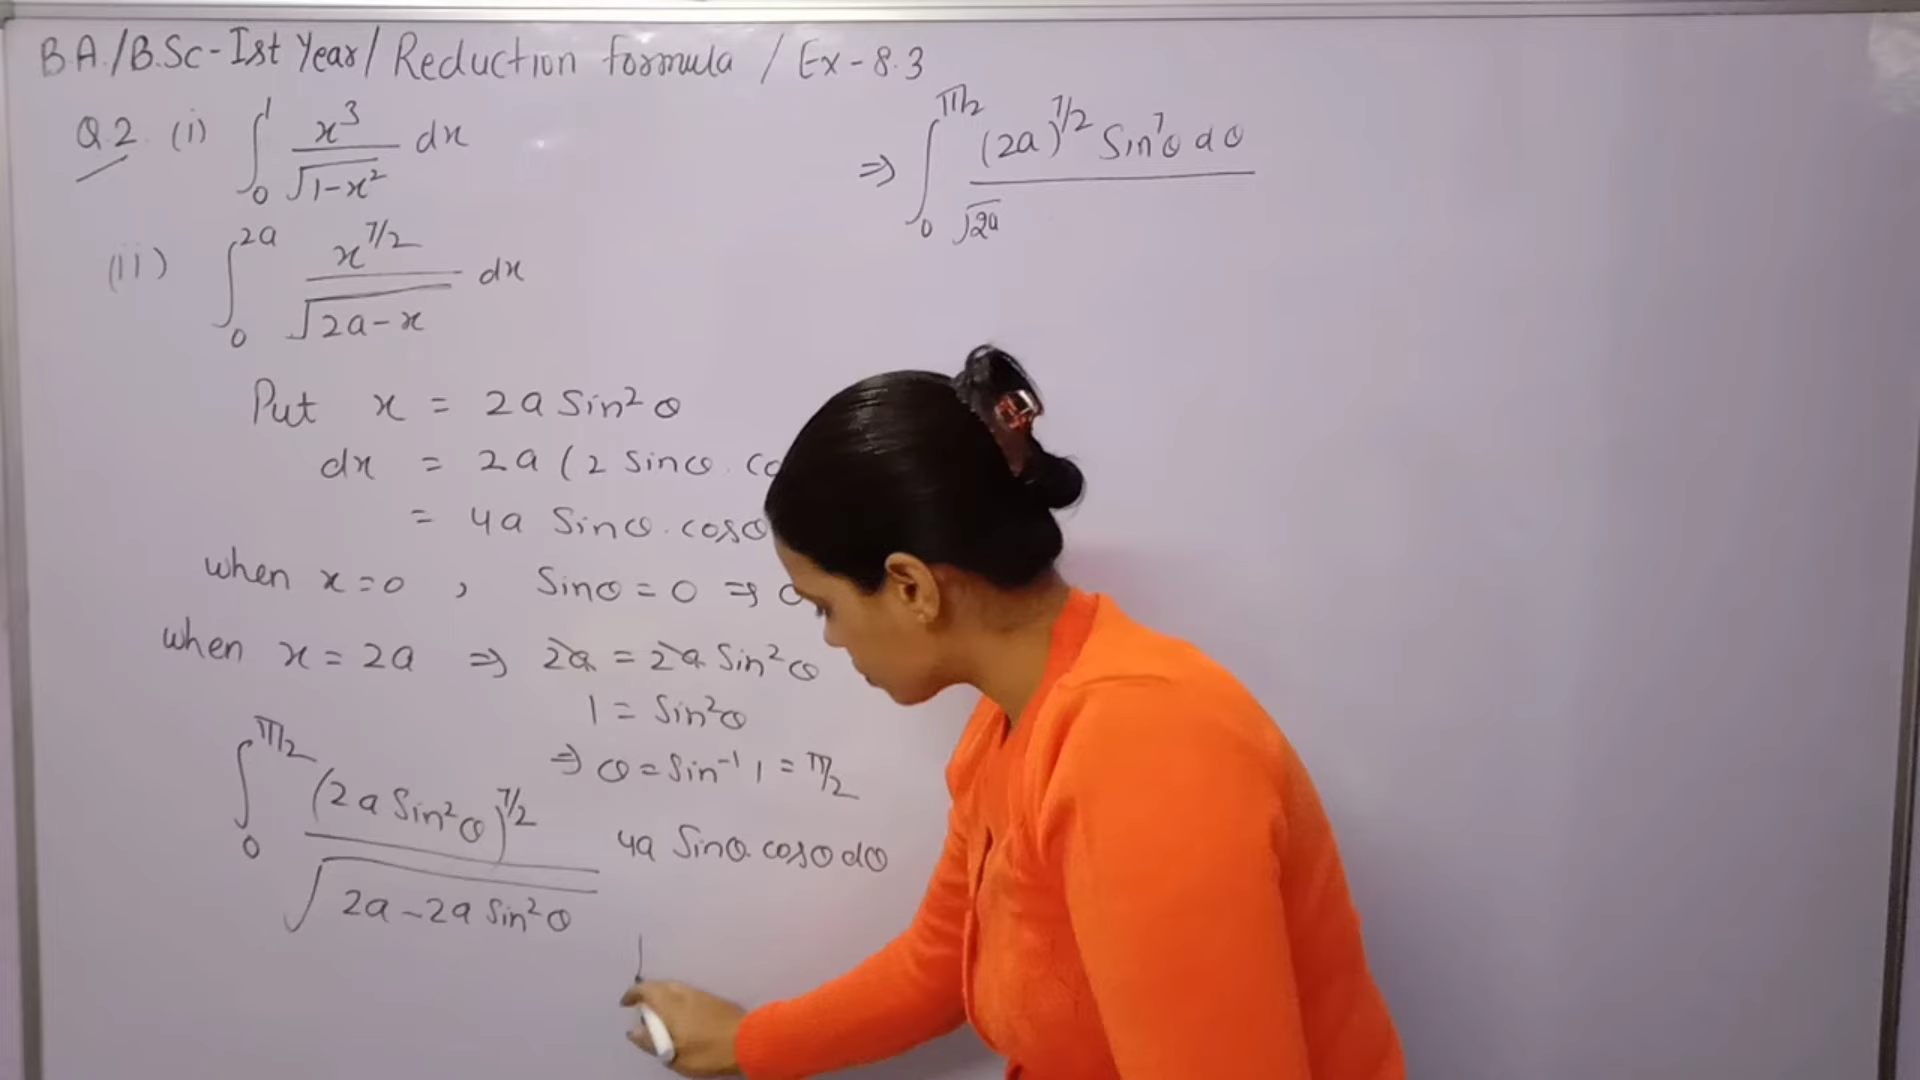 B.A./B.Sc-Ist Year/ Reduction formula / Ex-8.3
Q.2 (i) ∫₀¹ x³/√(1-x²) dx
(ii) ∫₀^2a x^7/2/√(2a-x) dx
Put x = 2a Sin²θ
dx = 2a (2 Sinθ.
= 4a Sinθ. cosθ
when x=0 , Sinθ = 0 ⇒
when x = 2a ⇒ 2a = 2a Sin²θ
1 = Sin²θ
⇒ θ = Sin⁻¹ 1 = π/2
∫₀^π/2 (2a Sin²θ)^7/2/√(2a-2a Sin²θ) 4a Sinθ. cosθ dθ
⇒ ∫₀^π/2 (2a)^7/2 Sin⁷θ dθ/√2a